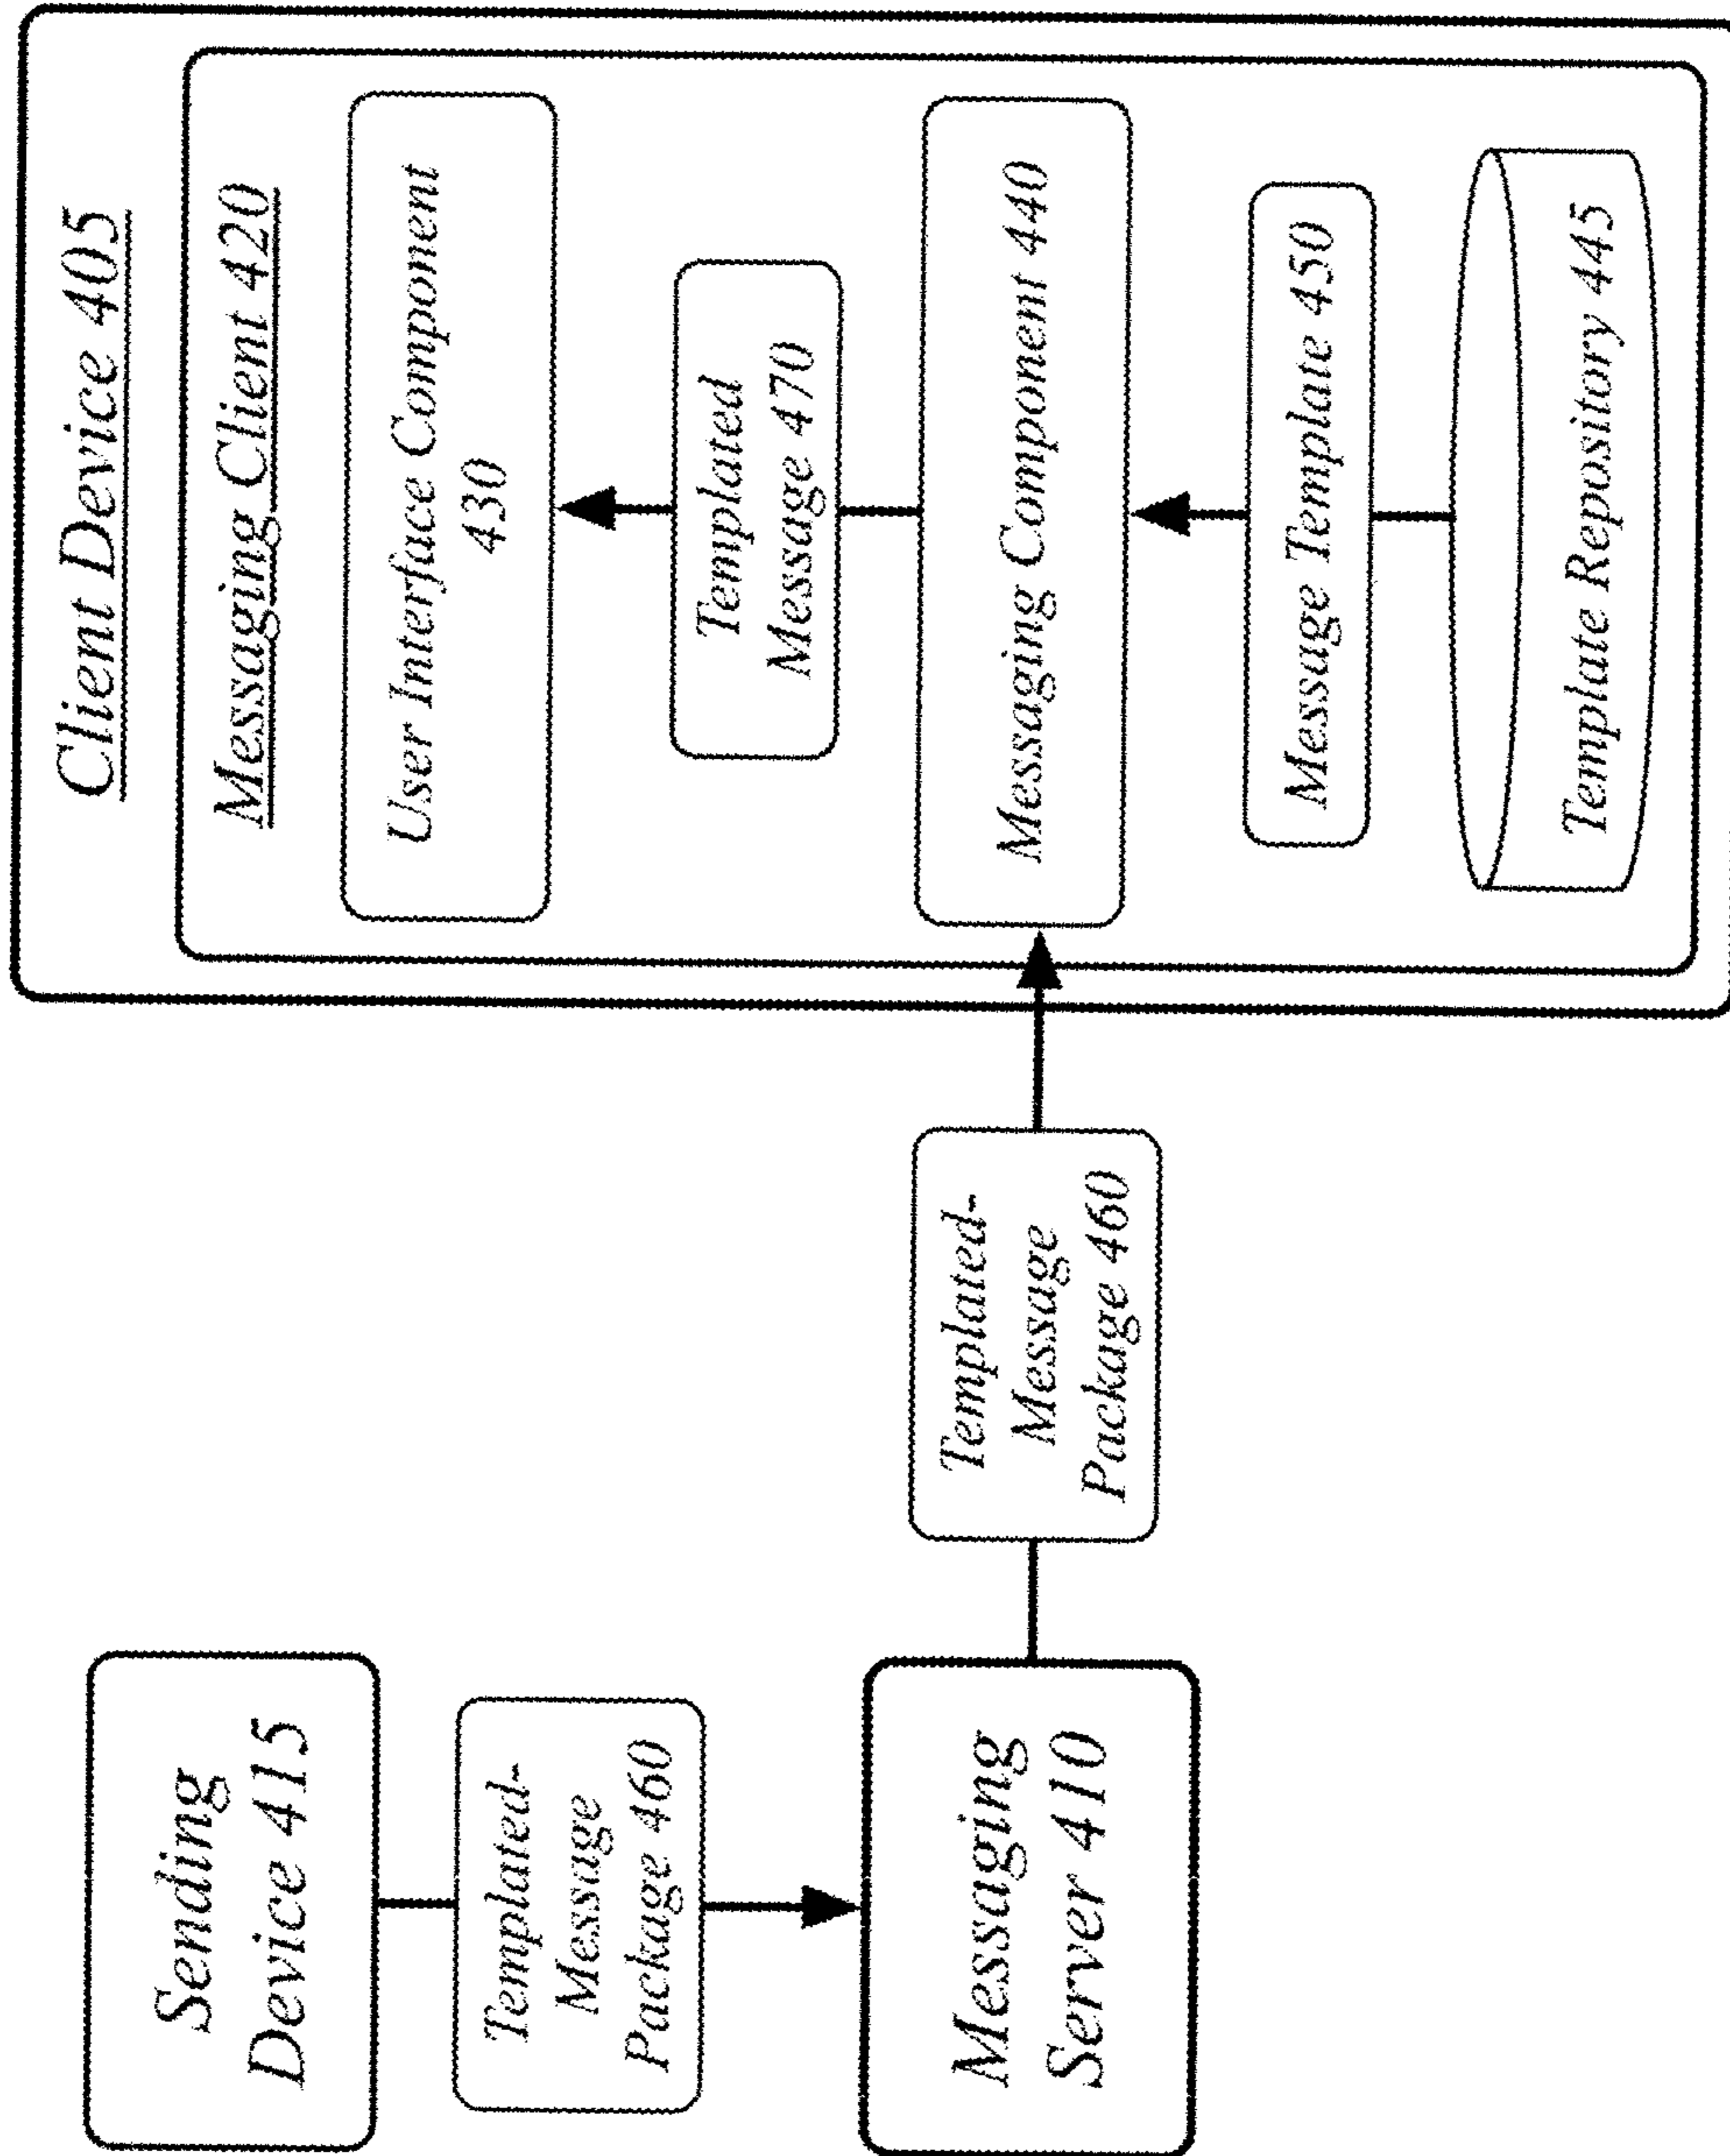 Client Device 405
Messaging Client 420
User Interface Component
430
Templated
Message 470
Messaging Component 440
Message Template 450
Template Repository 445
Sending
Device 415
Templated-
Message
Package 460
Messaging
Server 410
Templated-
Message
Package 460